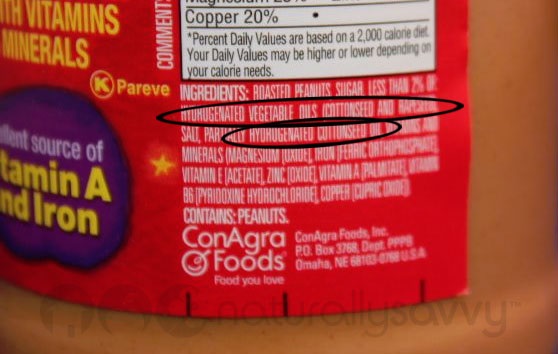 TH VITAMINS
MINERALS
COMMENTS
Copper 20% •
*Percent Daily Values are based on a 2,000 calorie diet.
Your Daily Values may be higher or lower depending on
your calorie needs.
K Pareve
INGREDIENTS: ROASTED PEANUTS, SUGAR, LESS THAN 2% OF:
HYDROGENATED VEGETABLE OILS (COTTONSEED AND RAPESEED),
SALT, PARTIALLY HYDROGENATED COTTONSEED
MINERALS (MAGNESIUM [OXIDE], IRON [FERRIC ORTHOPHOSPHATE],
VITAMIN E [ACETATE], ZINC [OXIDE], VITAMIN A [PALMITATE], VITAMIN
B6 [PYRIDOXINE HYDROCHLORIDE], COPPER [CUPRIC OXIDE]).
CONTAINS: PEANUTS.
llent source of
tamin A
nd Iron
ConAgra
Foods
Food you love
ConAgra Foods, Inc.
P.O. Box 3768, Dept. PPPB
Omaha, NE 68103-0768 U.S.A.
naturallysavvy™